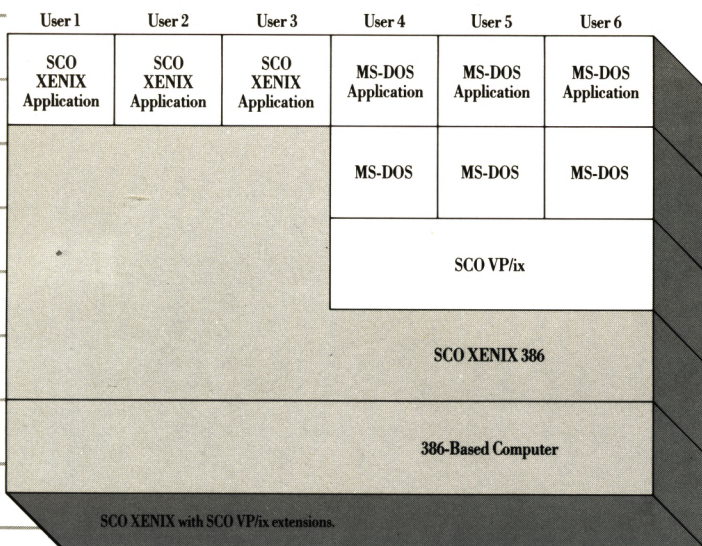 User 1 User 2 User 3 User 4 User 5 User 6
SCO
XENIX
Application
SCO
XENIX
Application
SCO
XENIX
Application
MS-DOS
Application
MS-DOS
Application
MS-DOS
Application
MS-DOS MS-DOS MS-DOS
SCO VP/ix
SCO XENIX 386
386-Based Computer
SCO XENIX with SCO VP/ix extensions.